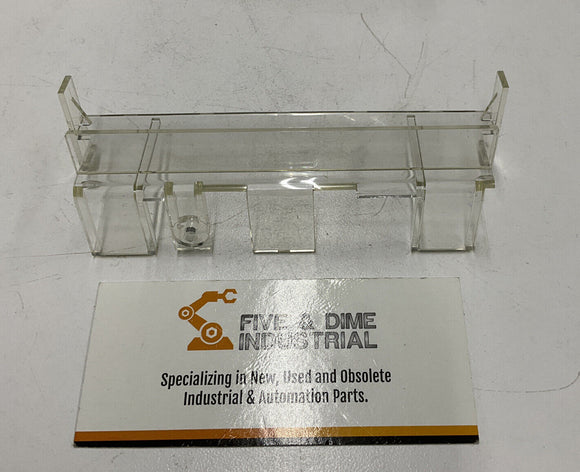 FIVE & DIME
INDUSTRIAL
Specializing in New, Used and Obsolete
Industrial & Automation Parts.